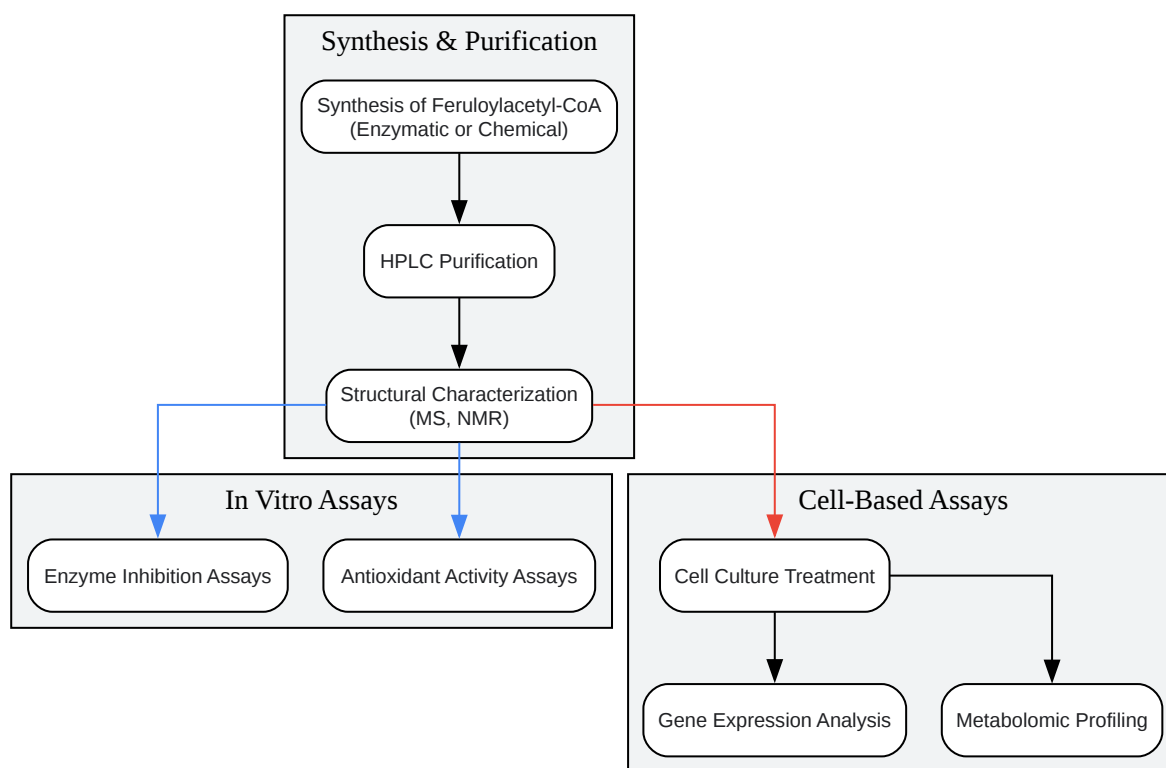 Synthesis & Purification
Synthesis of Feruloylacetyl-CoA
(Enzymatic or Chemical)
HPLC Purification
Structural Characterization
(MS, NMR)
In Vitro Assays
Enzyme Inhibition Assays
Antioxidant Activity Assays
Cell-Based Assays
Cell Culture Treatment
Gene Expression Analysis
Metabolomic Profiling